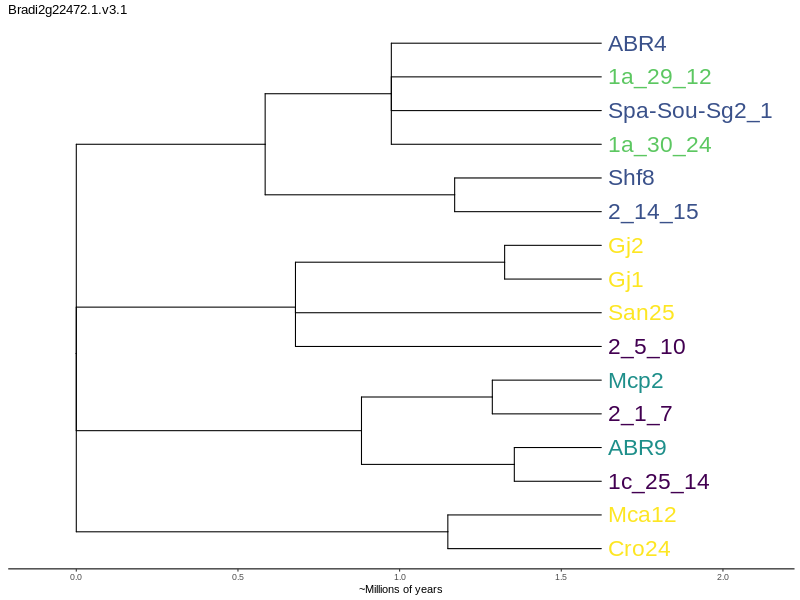 Bradi2g22472.1.v3.1
ABR4
1a_29_12
Spa-Sou-Sg2_1
1a_30_24
Shf8
2_14_15
Gj2
Gj1
San25
2_5_10
Mcp2
2_1_7
ABR9
1c_25_14
Mca12
Cro24
0.0 0.5 1.0 1.5 2.0
~Millions of years